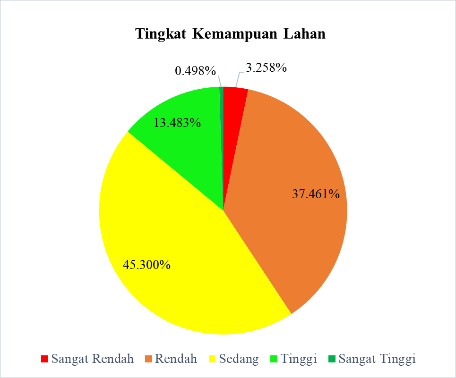 Tingkat Kemampuan Lahan
0.498%
3.258%
13.483%
37.461%
45.300%
Sangat Rendah Rendah Sedang Tinggi Sangat Tinggi